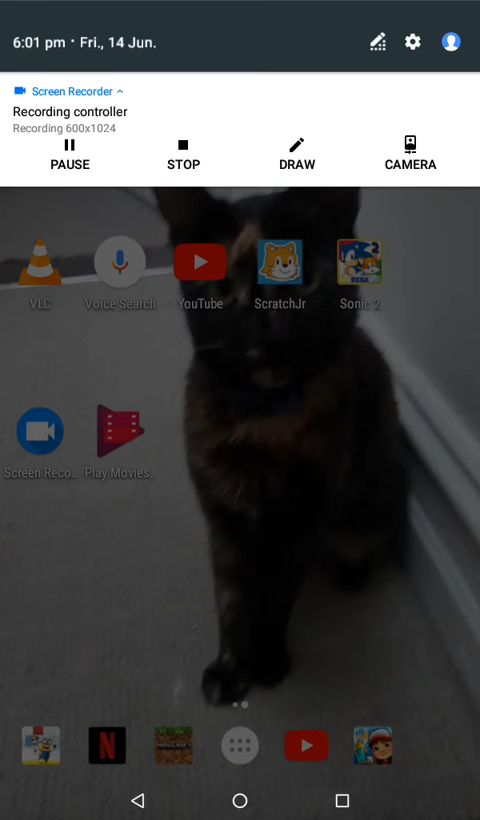 6:01 pm · Fri., 14 Jun.
Screen Recorder
Recording controller
Recording 600x1024
PAUSE STOP DRAW CAMERA
VLC Voice Search YouTube ScratchJr Sonic 2
Screen Reco.. Play Movies..